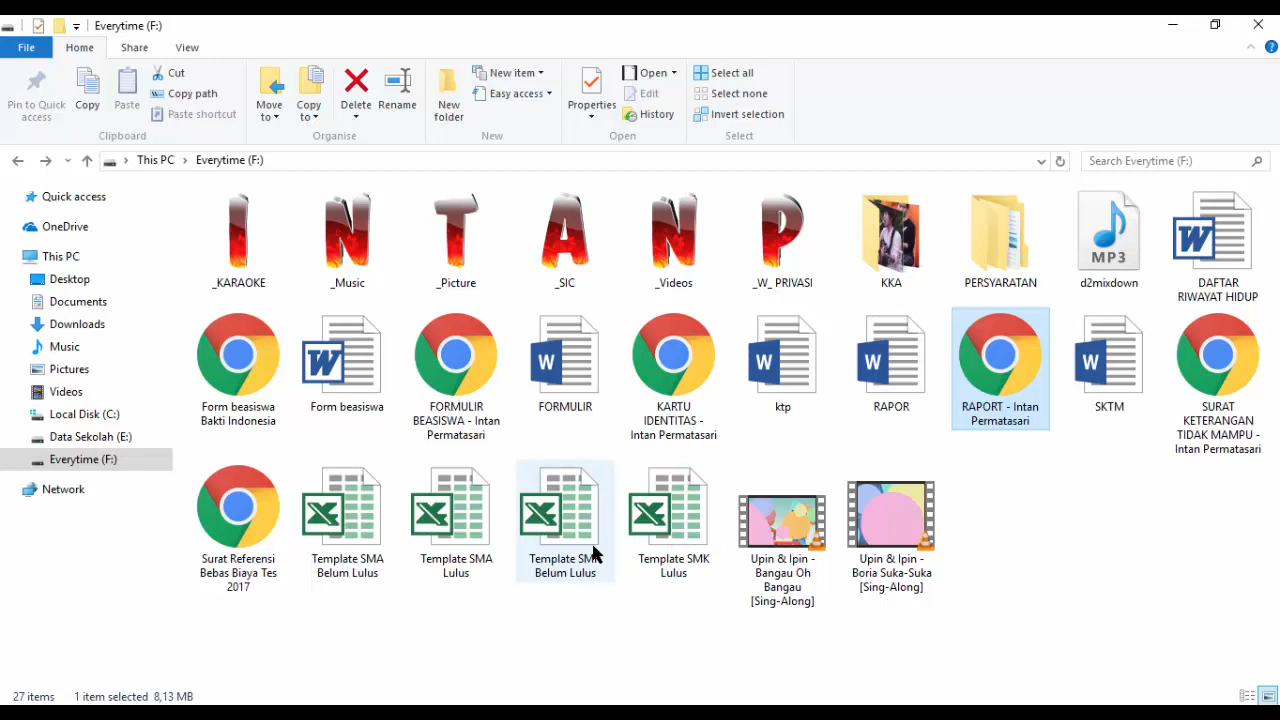 Everytime (F:)
File Home Share View
Pin to Quick access
Copy
Paste
Cut
Copy path
Paste shortcut
Clipboard
Move to
Copy to
Delete
Rename
Organise
New folder
New item
Easy access
New
Properties
Open
Edit
History
Open
Select all
Select none
Invert selection
Select
This PC Everytime (F:)
Search Everytime (F:)
Quick access
OneDrive
This PC
Desktop
Documents
Downloads
Music
Pictures
Videos
Local Disk (C:)
Data Sekolah (E:)
Everytime (F:)
Network
I N T A N P
_KARAOKE
_Music
_Picture
_SIC
_Videos
_W_ PRIVASI
KKA
PERSYARATAN
MP3
d2mixdown
W
DAFTAR
RIWAYAT HIDUP
Form beasiswa
Bakti Indonesia
W
Form beasiswa
FORMULIR
BEASISWA - Intan
Permatasari
W
FORMULIR
KARTU
IDENTITAS -
Intan Permatasari
W
ktp
W
RAPOR
RAPORT - Intan
Permatasari
W
SKTM
SURAT
KETERANGAN
TIDAK MAMPU -
Intan Permatasari
Surat Referensi
Bebas Biaya Tes
2017
X
Template SMA
Belum Lulus
X
Template SMA
Lulus
X
Template SMK
Belum Lulus
X
Template SMK
Lulus
Upin & Ipin -
Bangau Oh
Bangau
[Sing-Along]
Upin & Ipin -
Boria Suka-Suka
[Sing-Along]
27 items 1 item selected 8,13 MB